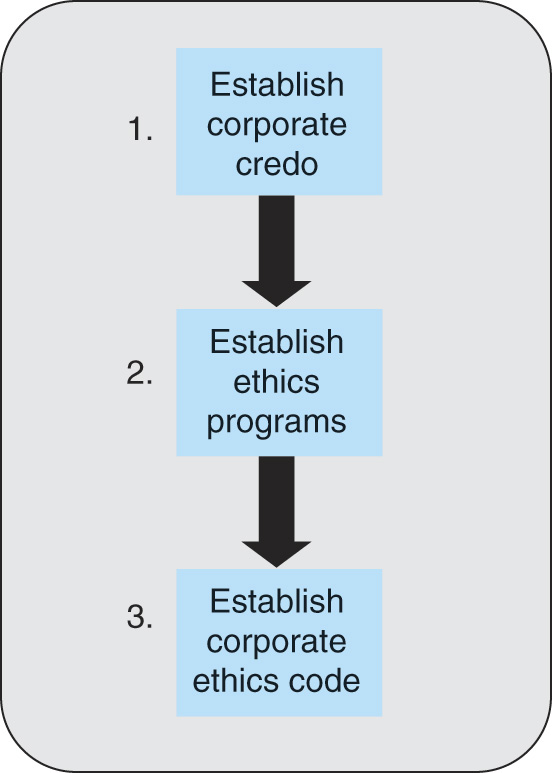 1.
Establish
corporate
credo
2.
Establish
ethics
programs
3.
Establish
corporate
ethics code